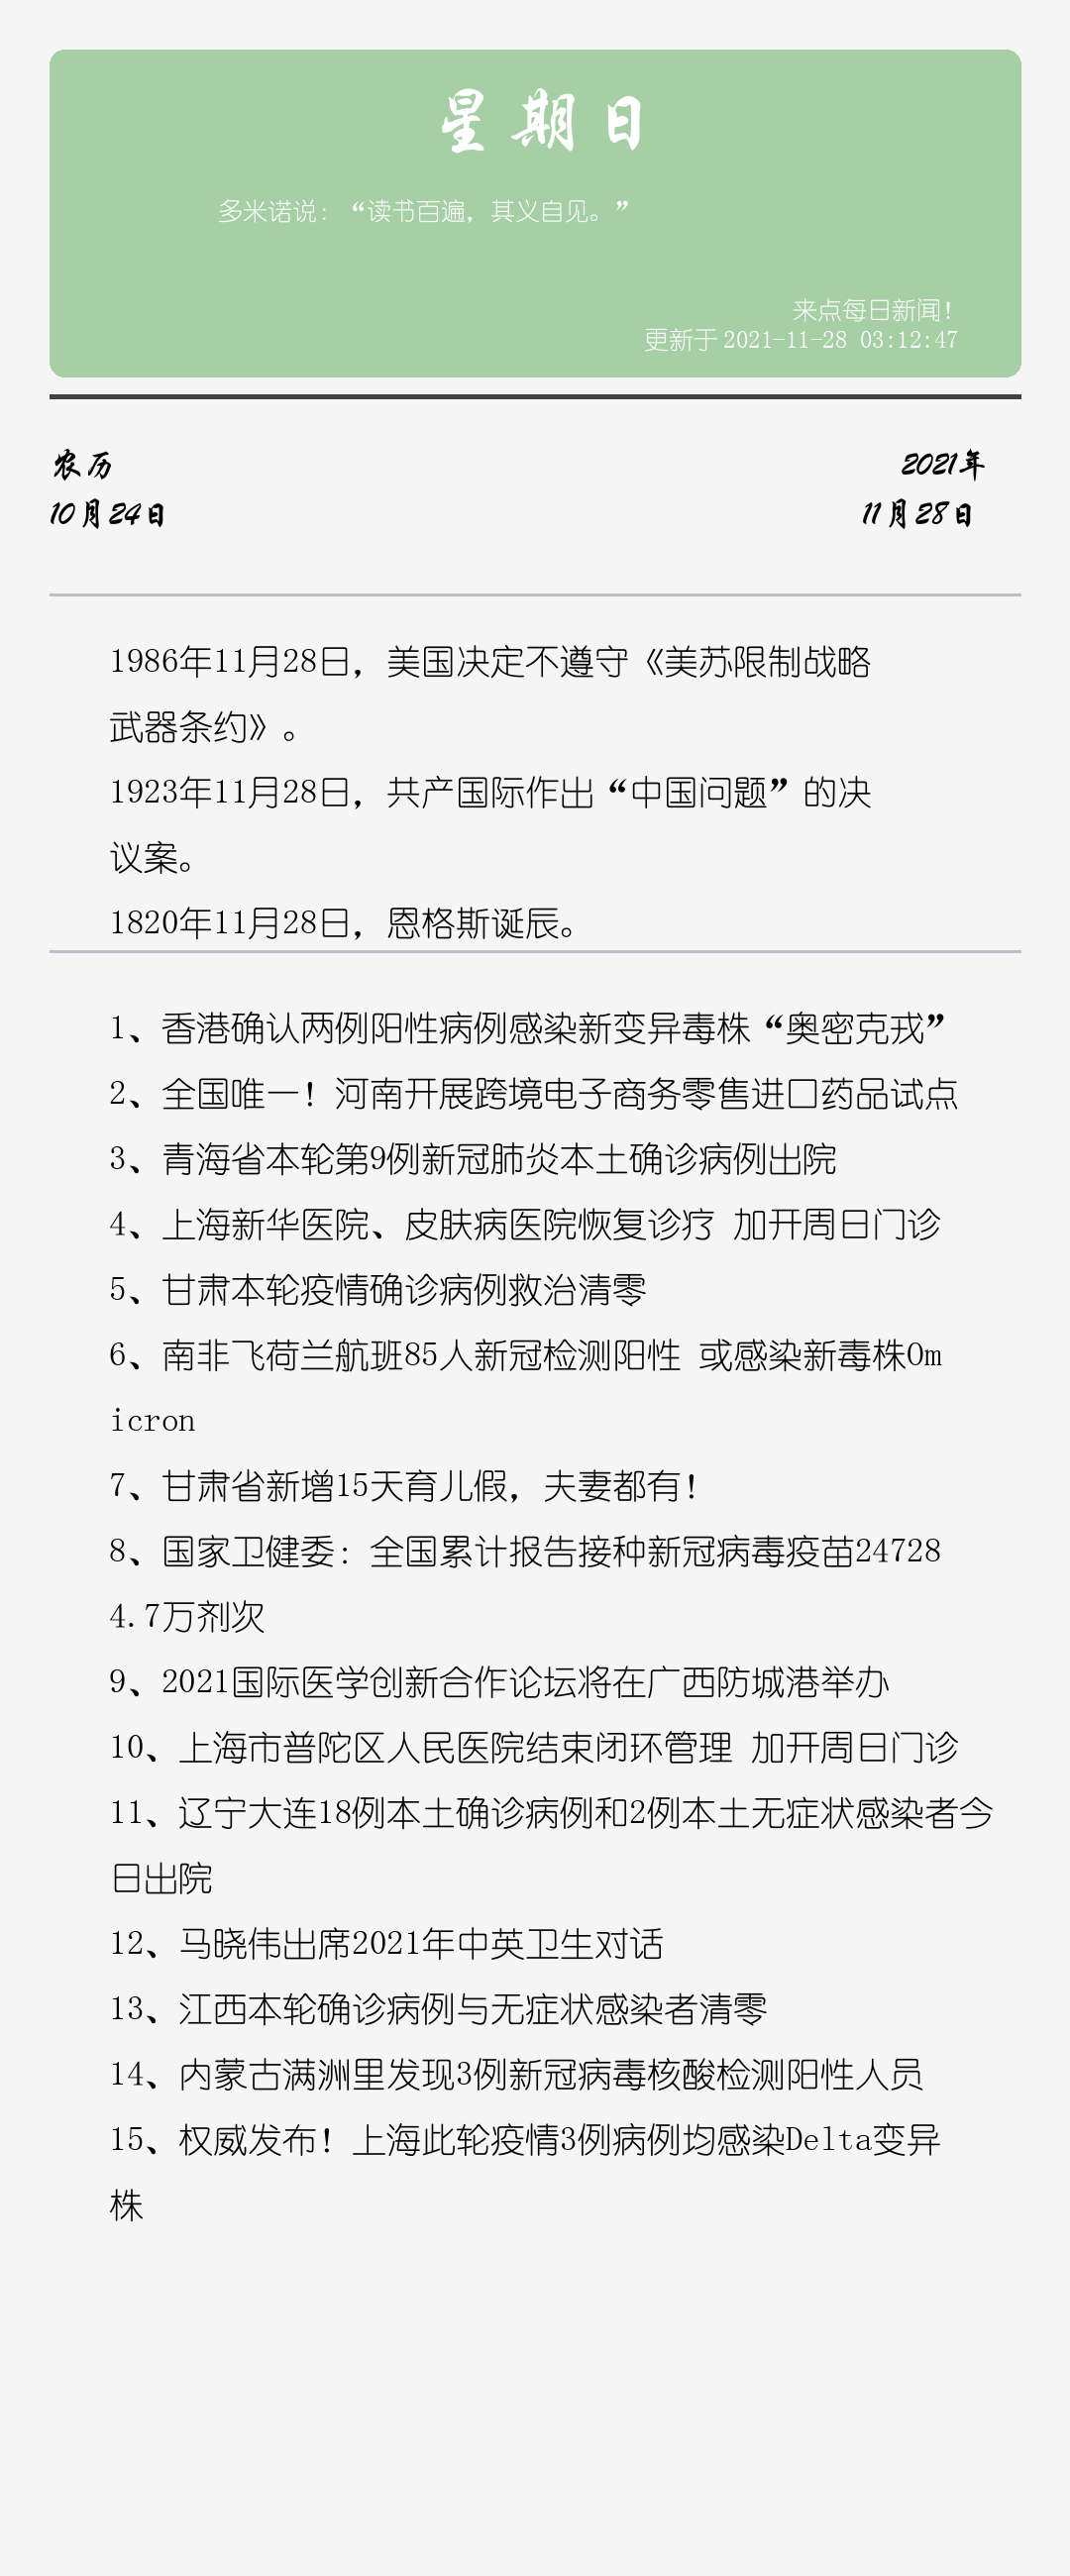 星期日
多米诺说：“读书百遍，其义自见。”
来点每日新闻！
更新于 2021-11-28 03:12:47
农历
2021年
10月24日
11月28日
1986年11月28日，美国决定不遵守《美苏限制战略
武器条约》。
1923年11月28日，共产国际作出“中国问题”的决
议案。
1820年11月28日，恩格斯诞辰。
1、香港确认两例阳性病例感染新变异毒株“奥密克戎”
2、全国唯一！河南开展跨境电子商务零售进口药品试点
3、青海省本轮第9例新冠肺炎本土确诊病例出院
4、上海新华医院、皮肤病医院恢复诊疗 加开周日门诊
5、甘肃本轮疫情确诊病例救治清零
6、南非飞荷兰航班85人新冠检测阳性 或感染新毒株Om
icron
7、甘肃省新增15天育儿假，夫妻都有！
8、国家卫健委：全国累计报告接种新冠病毒疫苗24728
4.7万剂次
9、2021国际医学创新合作论坛将在广西防城港举办
10、上海市普陀区人民医院结束闭环管理 加开周日门诊
11、辽宁大连18例本土确诊病例和2例本土无症状感染者今
日出院
12、马晓伟出席2021年中英卫生对话
13、江西本轮确诊病例与无症状感染者清零
14、内蒙古满洲里发现3例新冠病毒核酸检测阳性人员
15、权威发布！上海此轮疫情3例病例均感染Delta变异
株